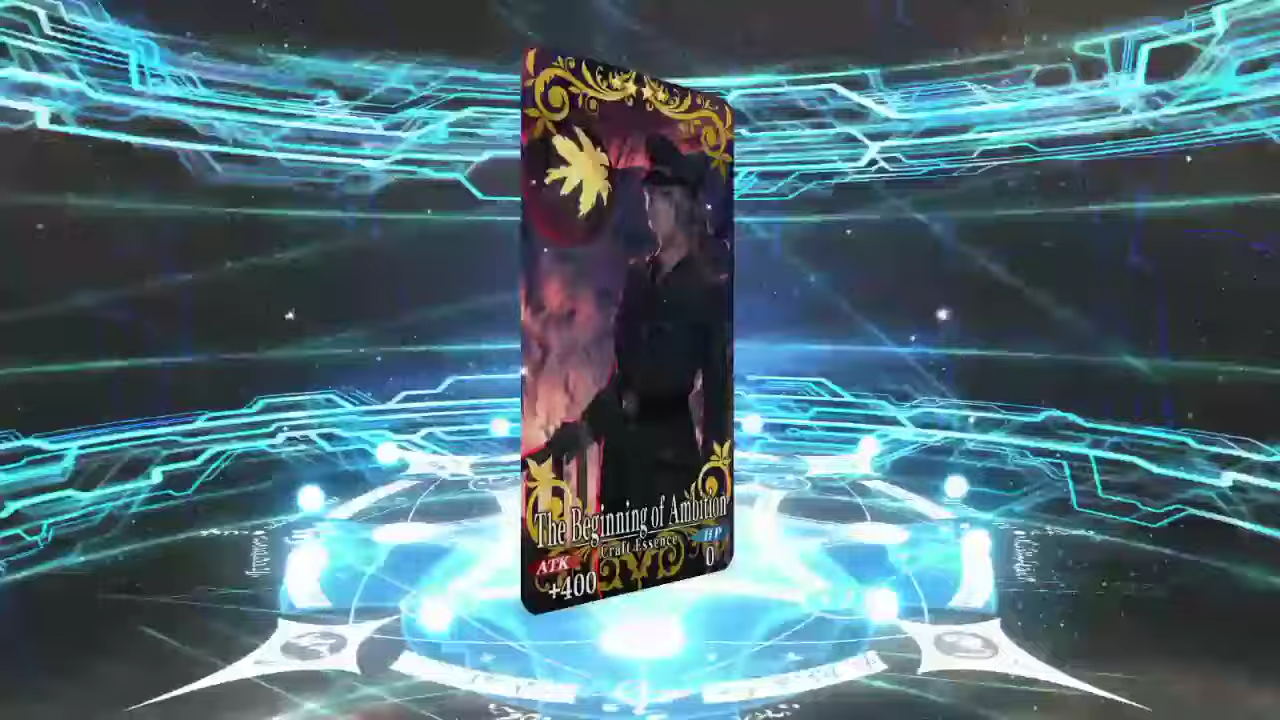 The Beginning of Ambition
Craft Essence
ATK
HP
+400
0